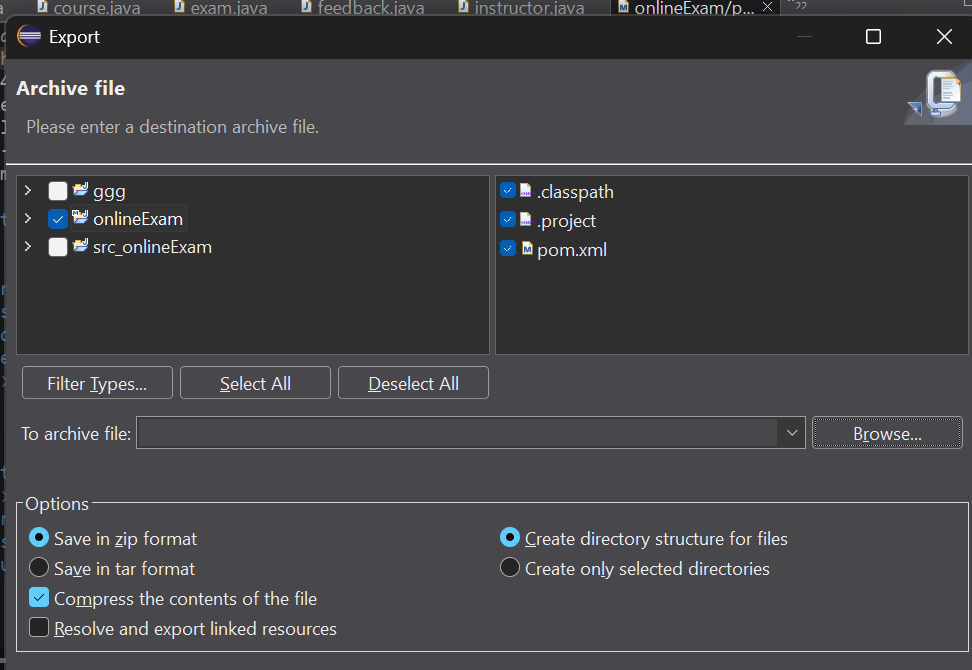 course.java exam.java feedback.java instructor.java onlineExam/p... 22
Export
Archive file
Please enter a destination archive file.
ggg
onlineExam
src_onlineExam
.classpath
.project
pom.xml
Filter Types... Select All Deselect All
To archive file: Browse...
Options
Save in zip format
Save in tar format
Compress the contents of the file
Resolve and export linked resources
Create directory structure for files
Create only selected directories